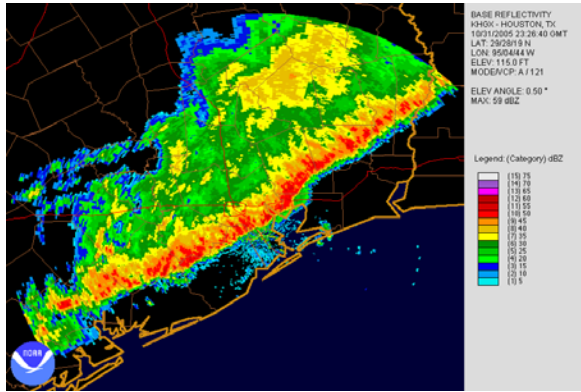 BASE REFLECTIVITY
KHGX - HOUSTON, TX
10/31/2005 23:26:40 GMT
LAT: 29/28/19 N
LON: 95/04/44 W
ELEV: 115.0 FT
MODE/VCP: A / 121
ELEV ANGLE: 0.50 °
MAX: 59 dBZ
Legend: (Category) dBZ
(15) 75
(14) 70
(13) 65
(12) 60
(11) 55
(10) 50
(9) 45
(8) 40
(7) 35
(6) 30
(5) 25
(4) 20
(3) 15
(2) 10
(1) 5
NOAA